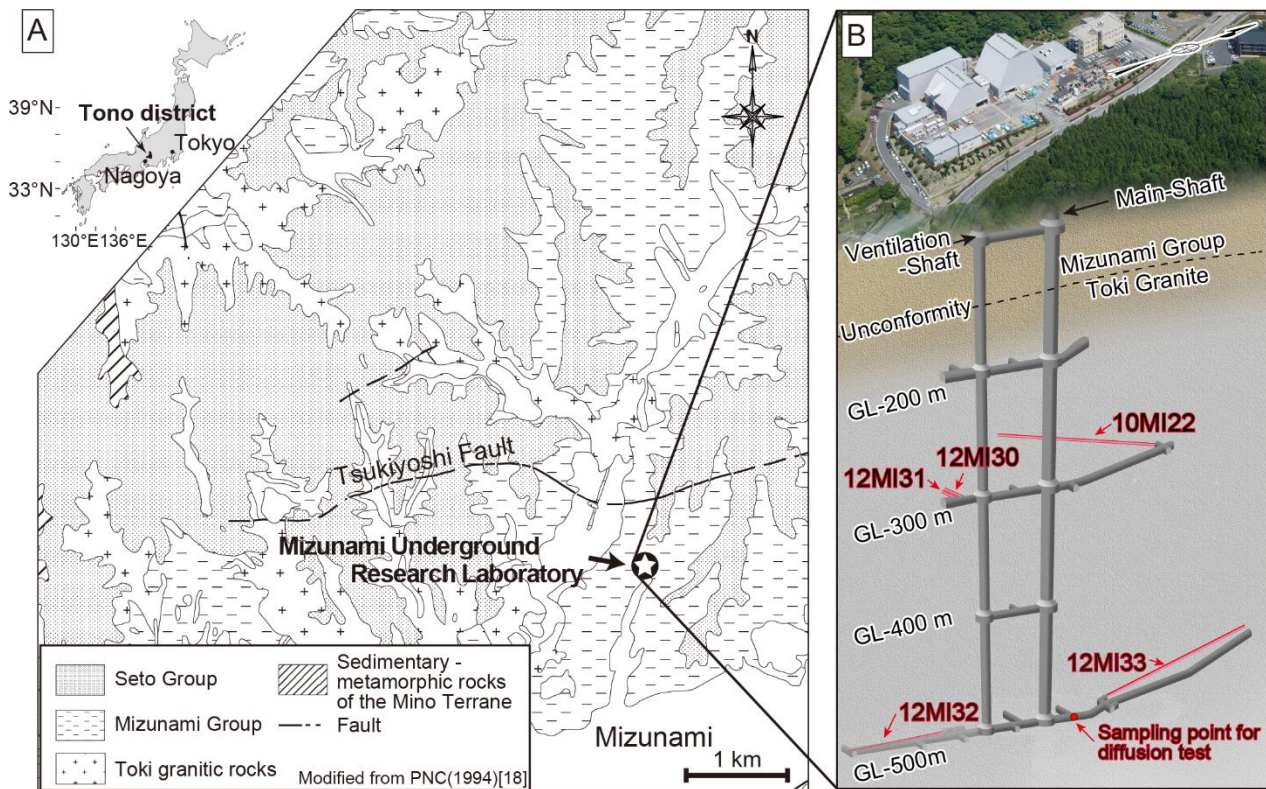 A
39°N
Tono district
Tokyo
Nagoya
33°N
130°E
136°E
N
Tsukiyoshi Fault
Mizunami Underground
Research Laboratory
Mizunami
1 km
Seto Group
Mizunami Group
Toki granitic rocks
Sedimentary -
metamorphic rocks
of the Mino Terrane
Fault
Modified from PNC(1994)[18]
B
MIZUNAMI
Main-Shaft
Ventilation
-Shaft
Mizunami Group
Toki Granite
Unconformity
GL-200 m
10MI22
12MI30
12MI31
GL-300 m
GL-400 m
12MI33
12MI32
Sampling point for
diffusion test
GL-500m